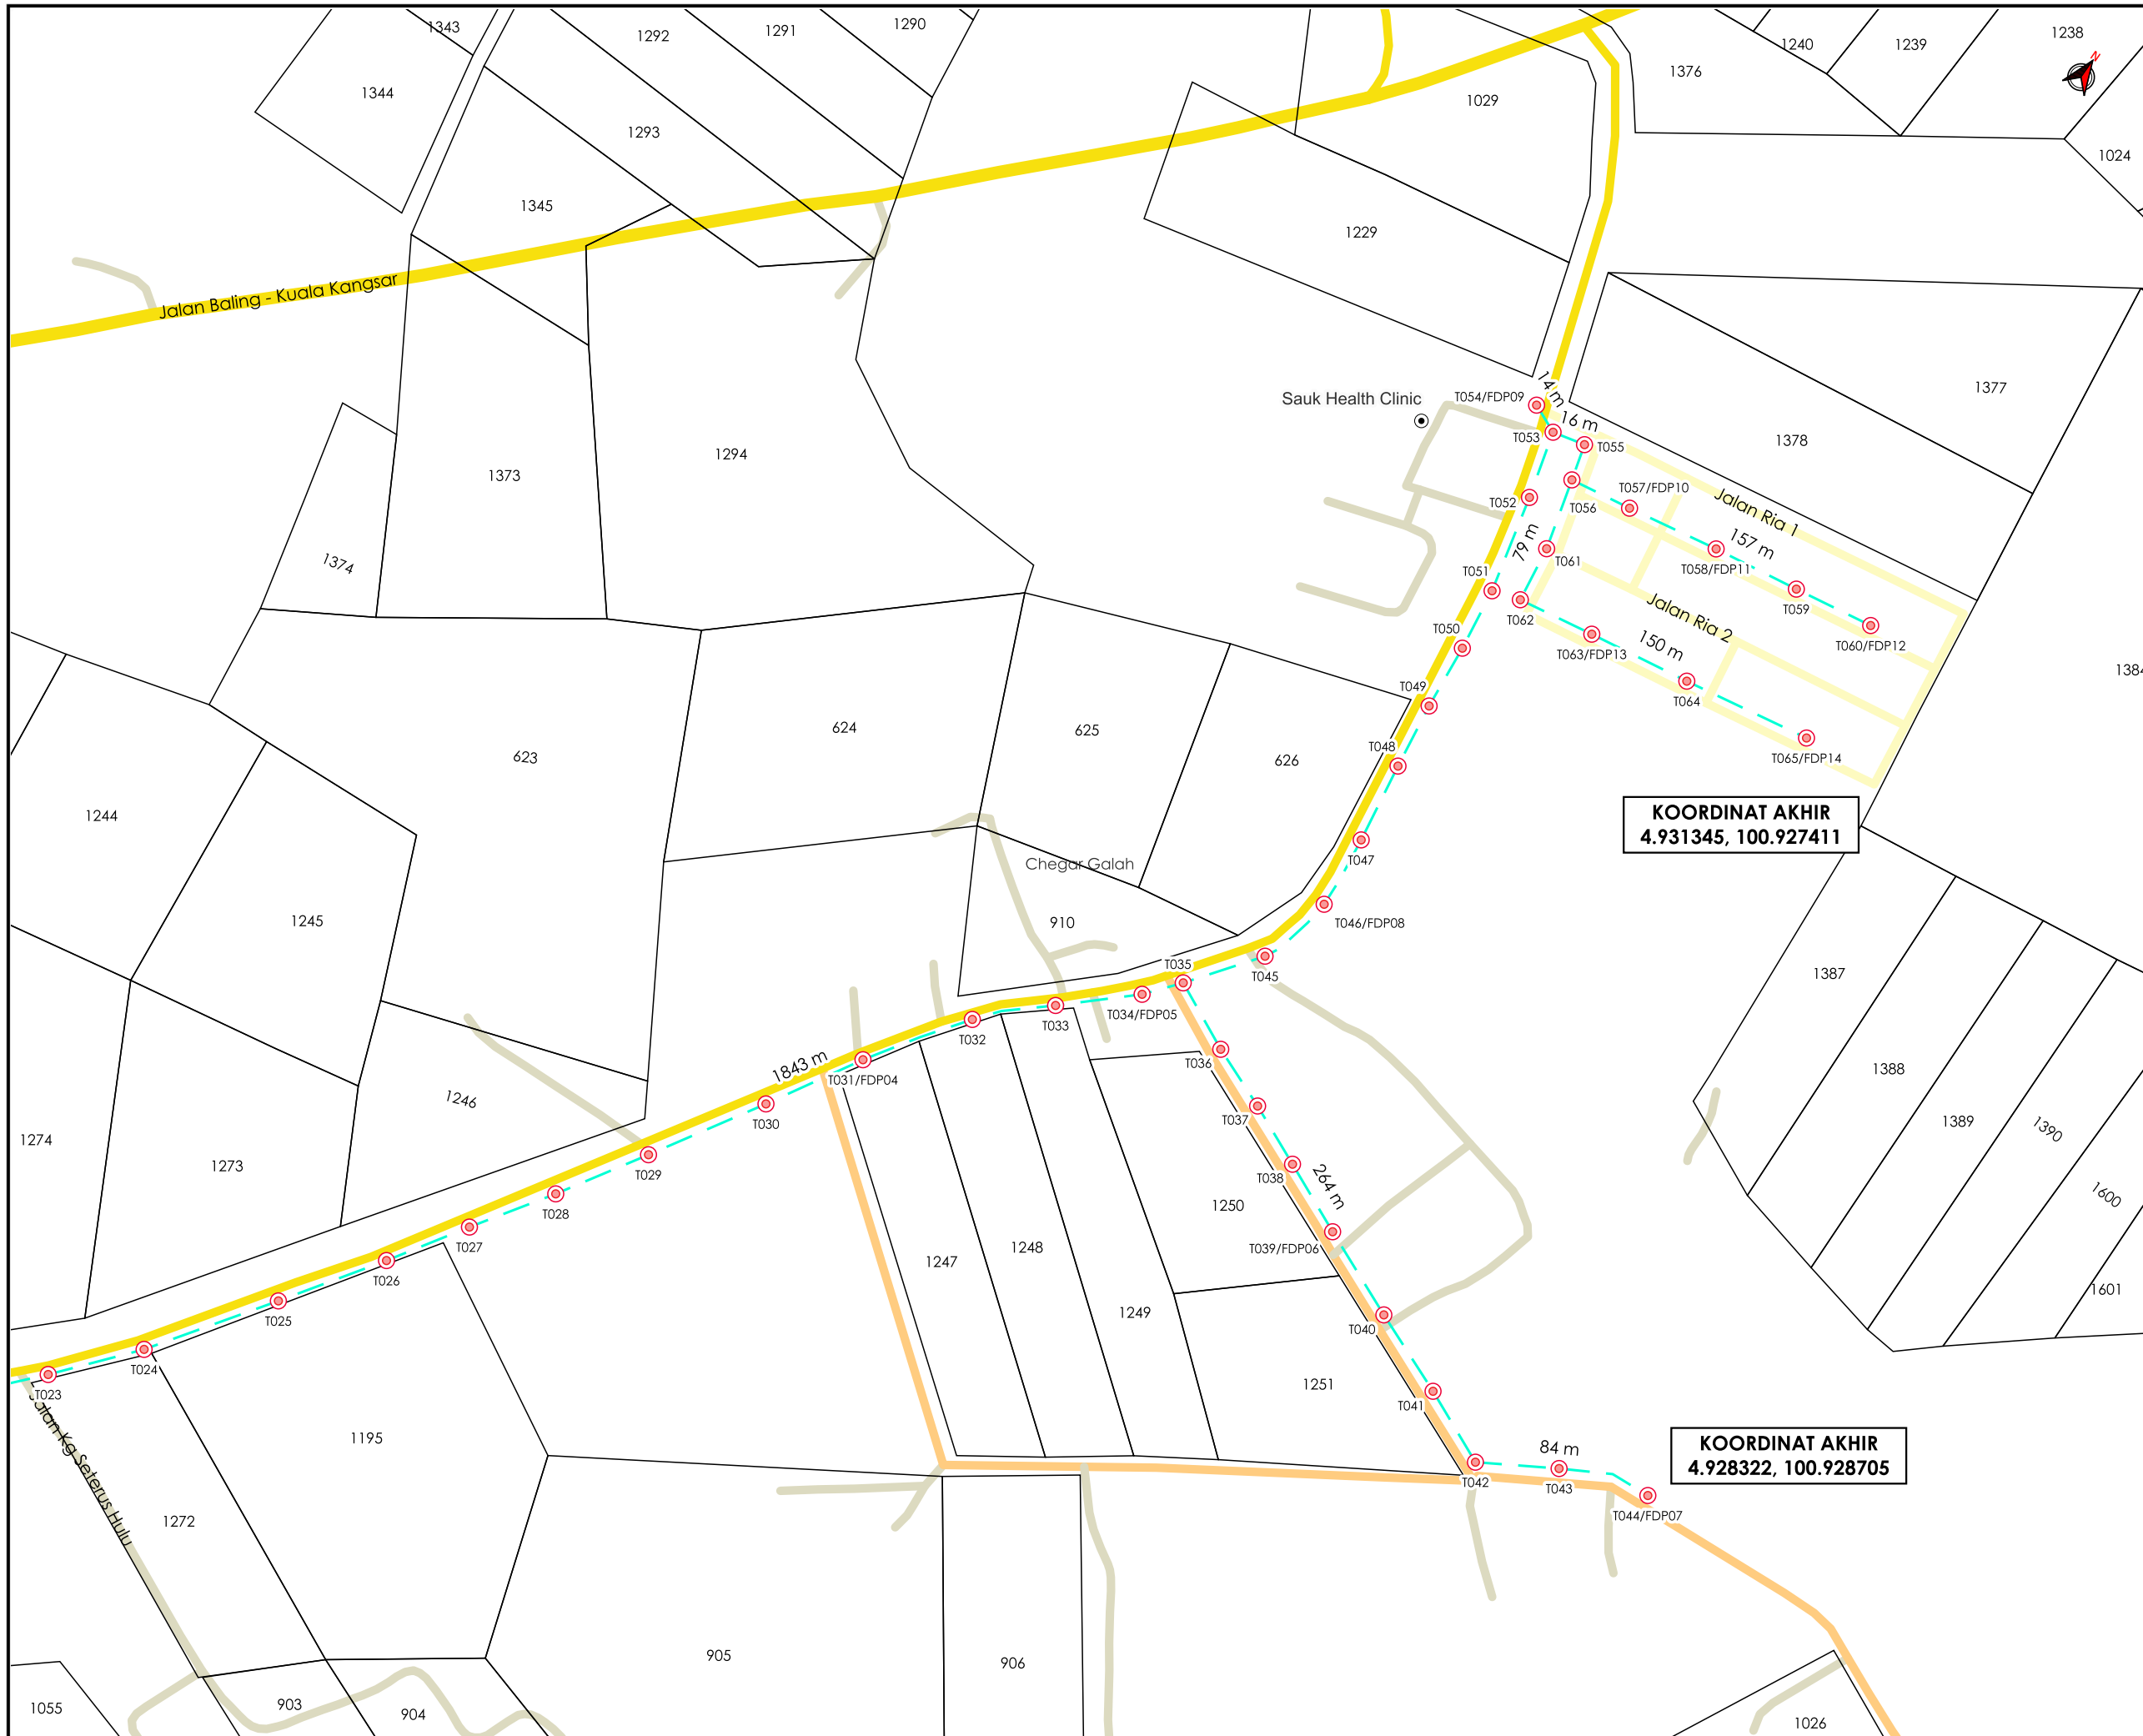 1343
1292
1291
1290
1240
1239
1238
N
1344
1376
1029
1293
1024
1345
1229
Jalan Baling - Kuala Kangsar
14 m
Sauk Health Clinic
T054/FDP09
16 m
1377
T053
T055
1378
1294
1373
T057/FDP10
Jalan Ria 1
T052
T056
79 m
157 m
1374
T061
T058/FDP11
T051
T059
T062
Jalan Ria 2
T050
150 m
T063/FDP13
T060/FDP12
1384
T049
T064
624
625
T048
626
623
T065/FDP14
1244
KOORDINAT AKHIR
4.931345, 100.927411
T047
Chegar Galah
1245
910
T046/FDP08
T035
T045
1387
T034/FDP05
T033
T032
1843 m
T036
T031/FDP04
1388
1246
T037
T030
1389
1390
1274
T029
1273
T038
264 m
1600
T028
1250
T027
T039/FDP06
1247
1248
T026
1601
T025
1249
T040
T024
T023
1251
T041
Jalan Kg Seterus Hulu
1195
84 m
KOORDINAT AKHIR
4.928322, 100.928705
T042
T043
1272
T044/FDP07
905
906
903
1055
904
1026